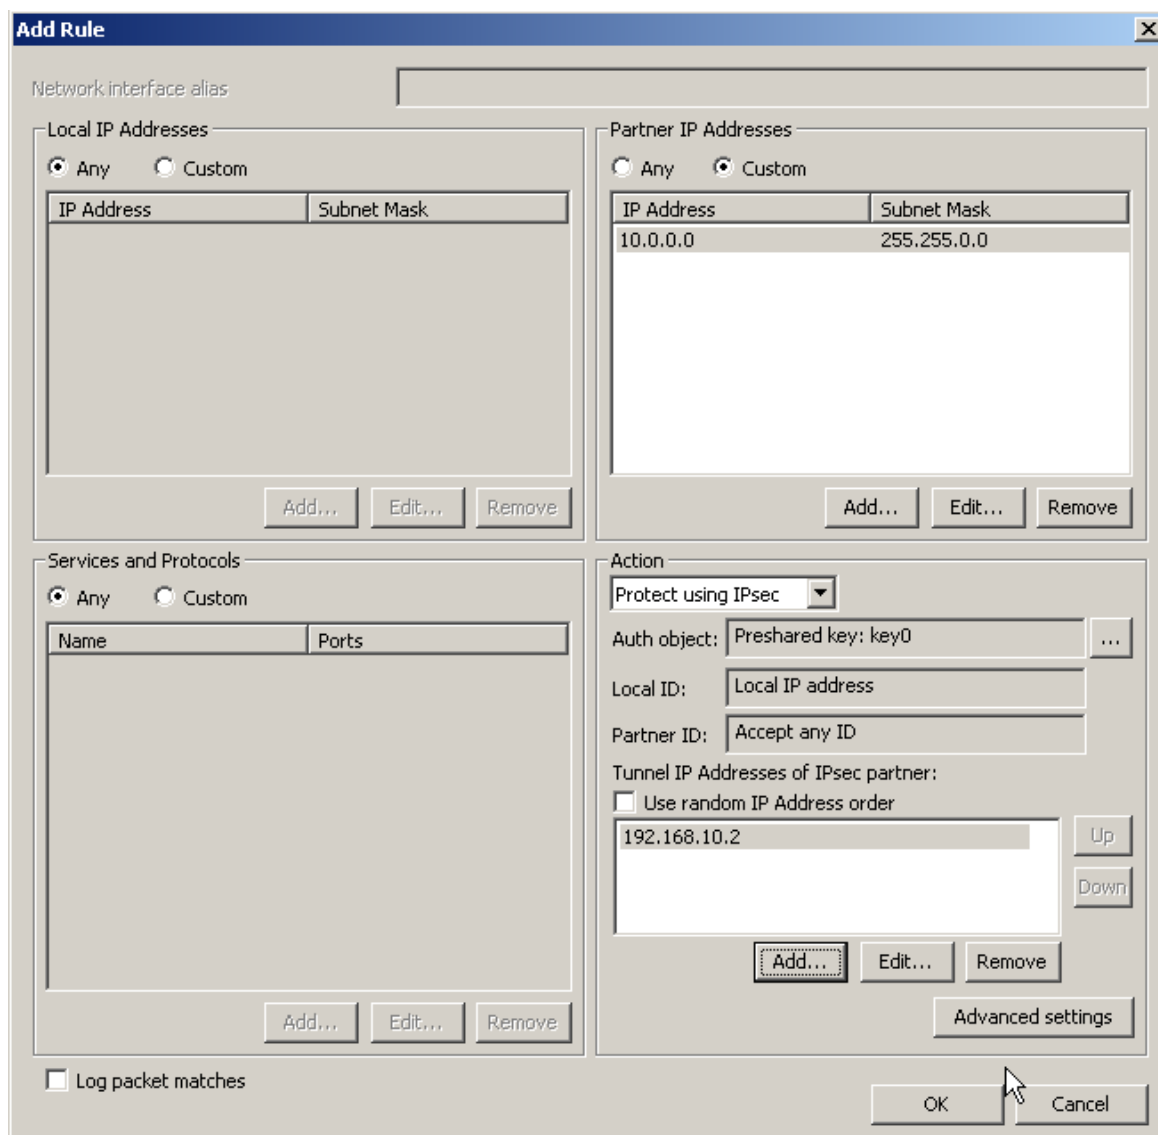 Add Rule
Network interface alias
Local IP Addresses
Any Custom
IP Address Subnet Mask
Add... Edit... Remove
Partner IP Addresses
Any Custom
IP Address Subnet Mask
10.0.0.0 255.255.0.0
Add... Edit... Remove
Services and Protocols
Any Custom
Name Ports
Add... Edit... Remove
Action
Protect using IPsec
Auth object: Preshared key: key0 ...
Local ID: Local IP address
Partner ID: Accept any ID
Tunnel IP Addresses of IPsec partner:
Use random IP Address order
192.168.10.2
Up
Down
Add... Edit... Remove
Advanced settings
Log packet matches
OK Cancel